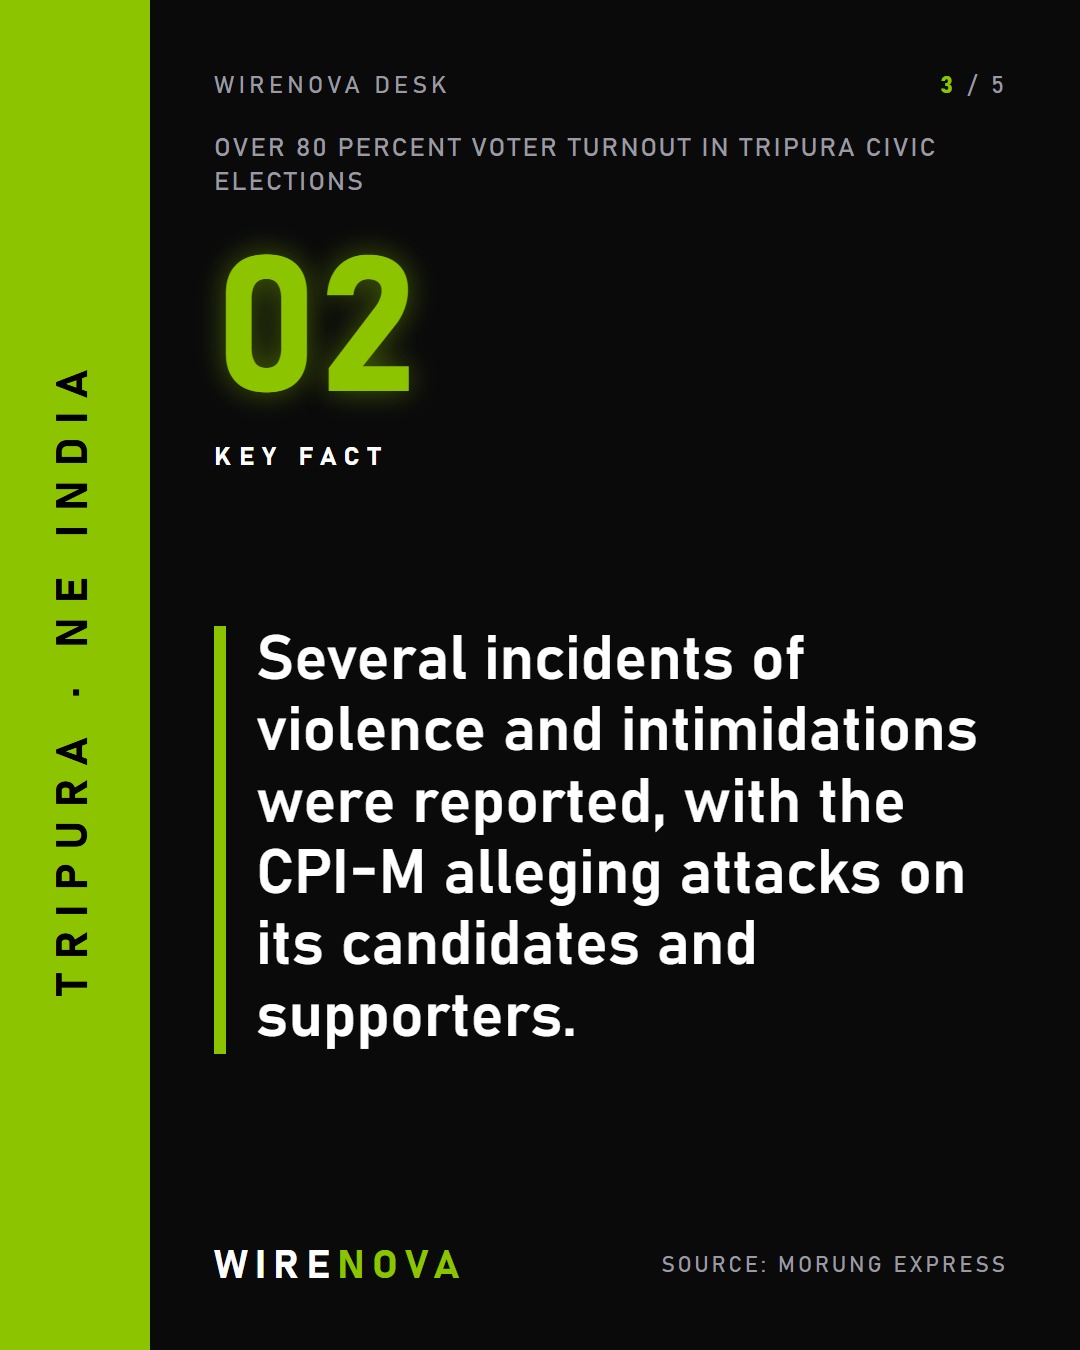 WIRENOVA DESK
3 / 5
OVER 80 PERCENT VOTER TURNOUT IN TRIPURA CIVIC
ELECTIONS
02
KEY FACT
TRIPURA · NE INDIA
Several incidents of
violence and intimidations
were reported, with the
CPI-M alleging attacks on
its candidates and
supporters.
WIRENOVA
SOURCE: MORUNG EXPRESS